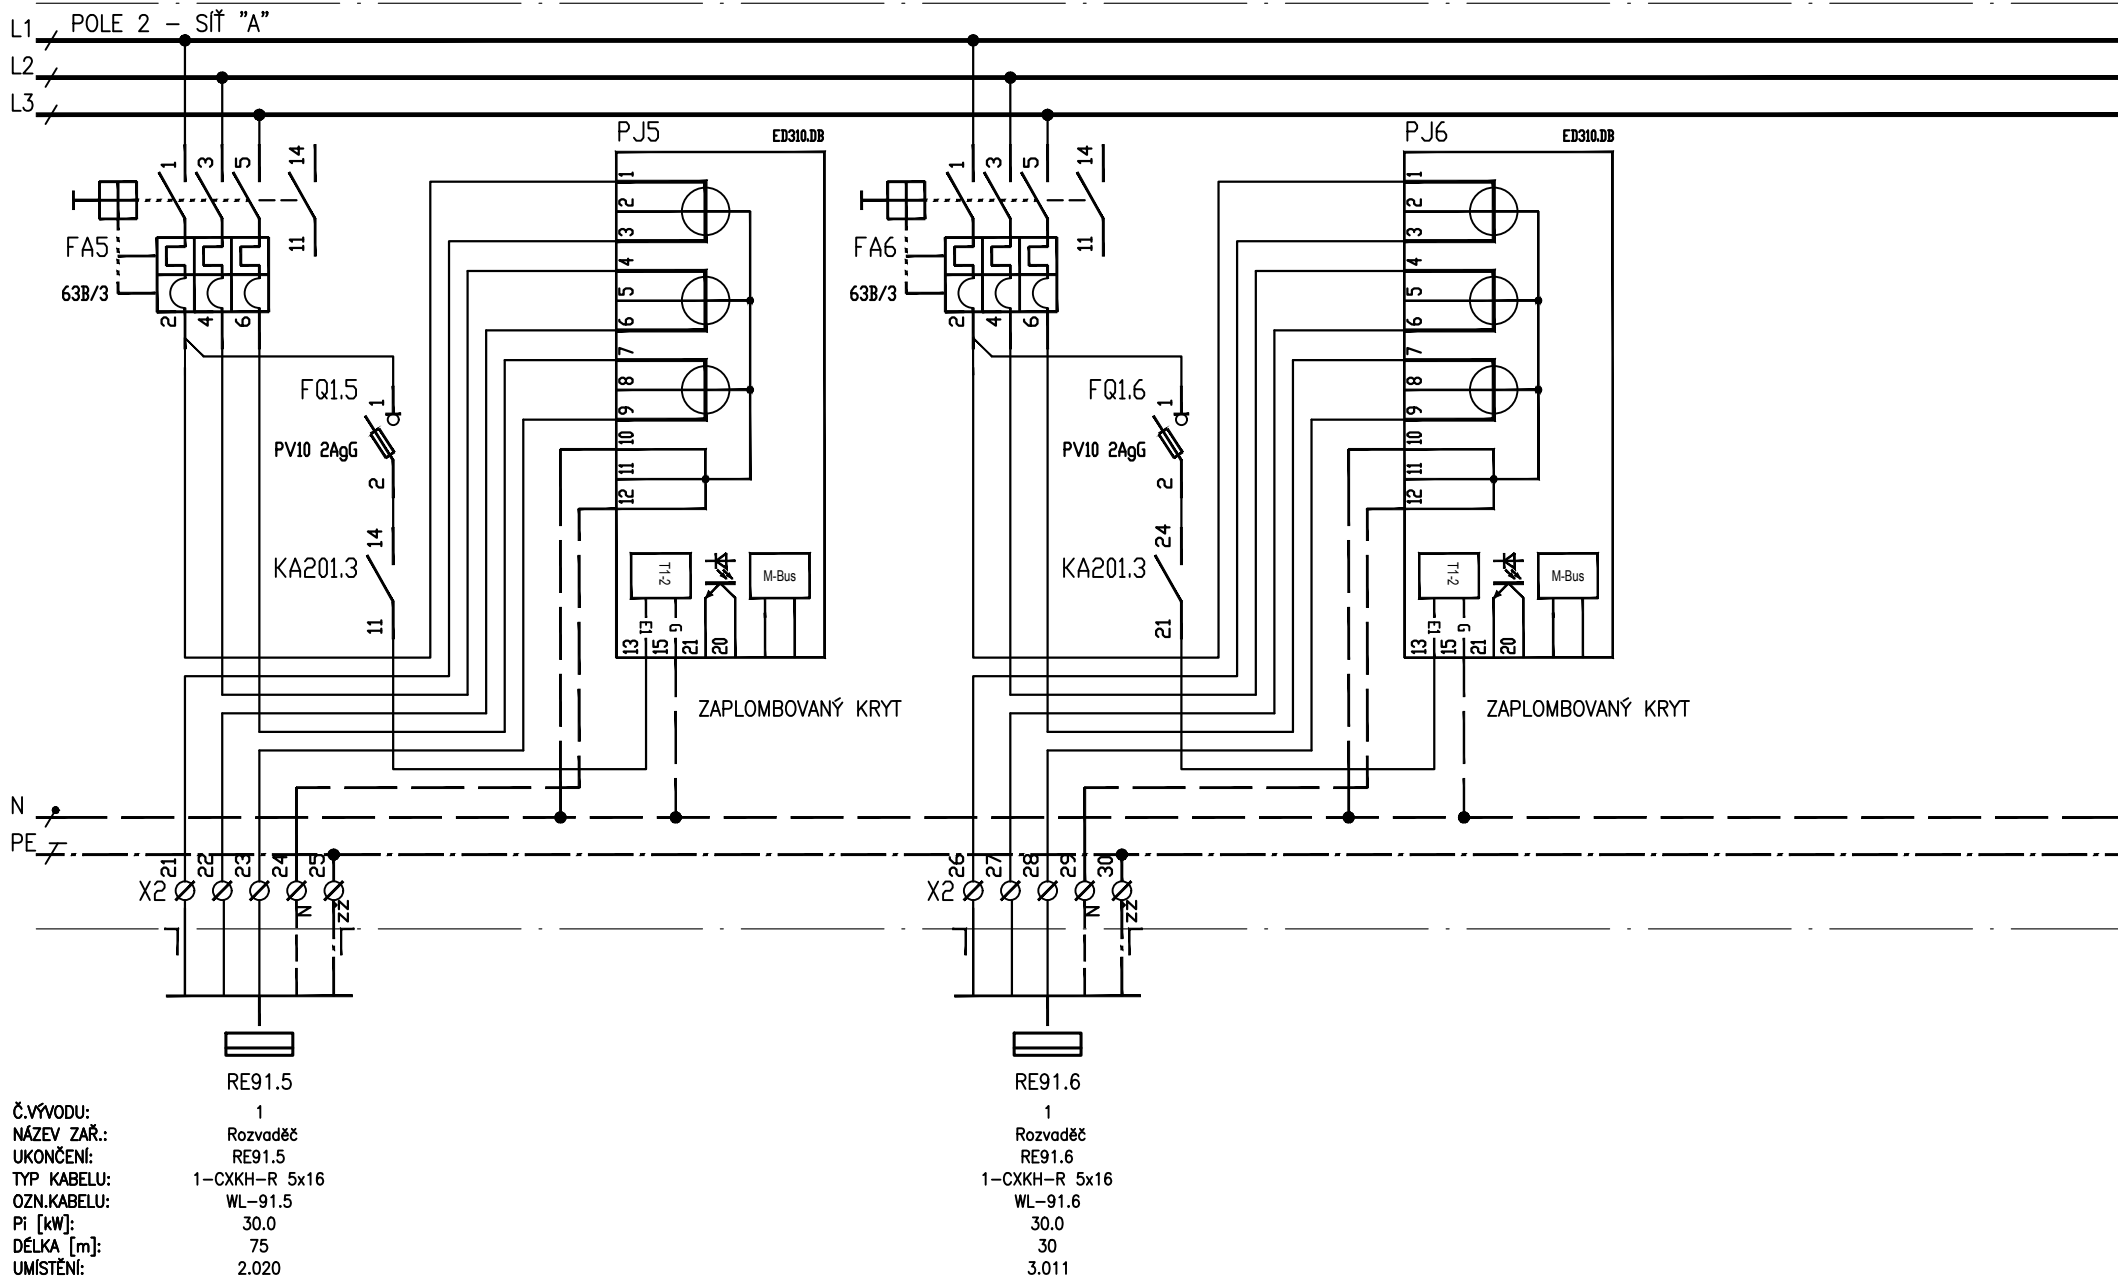 POLE 2 - SÍŤ "A"
L1
L2
L3
PJ5 ED310.DB
PJ6 ED310.DB
1 3 5 14
11
FA5
63B/3
2 4 6
FQ1.5
1
PV10 2AgG
2
14
KA201.3
11
1
2
3
4
5
6
7
8
9
10
11
12
T1-2
M-Bus
E1 G
13 15 21 20
ZAPLOMBOVANÝ KRYT
1 3 5 14
11
FA6
63B/3
2 4 6
FQ1.6
1
PV10 2AgG
2
24
KA201.3
21
1
2
3
4
5
6
7
8
9
10
11
12
T1-2
M-Bus
E1 G
13 15 21 20
ZAPLOMBOVANÝ KRYT
N
PE
21 22 23 24 25
X2
N ZZ
26 27 28 29 30
X2
N ZZ
RE91.5 RE91.6
Č.VÝVODU: 1 1
NÁZEV ZAŘ.: Rozvaděč Rozvaděč
UKONČENÍ: RE91.5 RE91.6
TYP KABELU: 1-CXKH-R 5x16 1-CXKH-R 5x16
OZN.KABELU: WL-91.5 WL-91.6
Pi [kW]: 30.0 30.0
DÉLKA [m]: 75 30
UMÍSTĚNÍ: 2.020 3.011